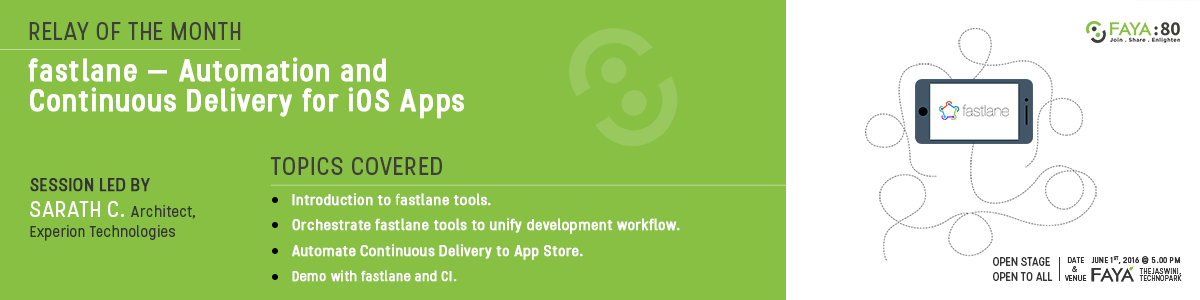 RELAY OF THE MONTH
fastlane — Automation and
Continuous Delivery for iOS Apps
SESSION LED BY
SARATH C. Architect,
Experion Technologies
TOPICS COVERED
• Introduction to fastlane tools.
• Orchestrate fastlane tools to unify development workflow.
• Automate Continuous Delivery to App Store.
• Demo with fastlane and CI.
FAYA:80
Join . Share . Enlighten
fastlane
OPEN STAGE
OPEN TO ALL
DATE
&
VENUE
JUNE 1ST, 2016 @ 5.00 PM
FAYA
THEJASWINI,
TECHNOPARK